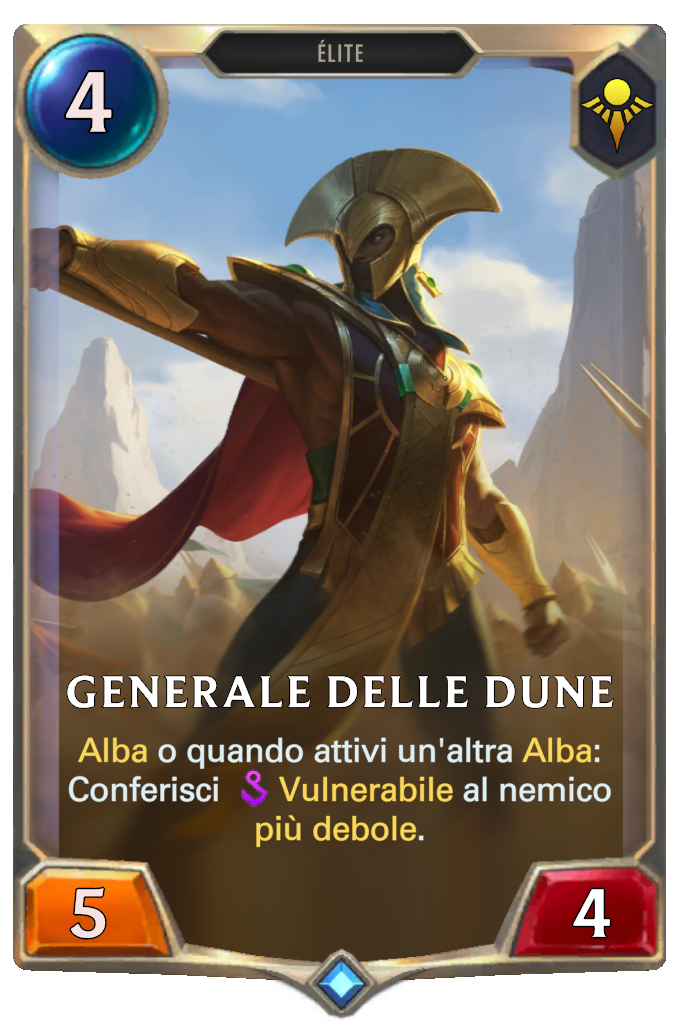 4
ÉLITE
GENERALE DELLE DUNE
Alba o quando attivi un'altra Alba:
Conferisci Vulnerabile al nemico
più debole.
5
4